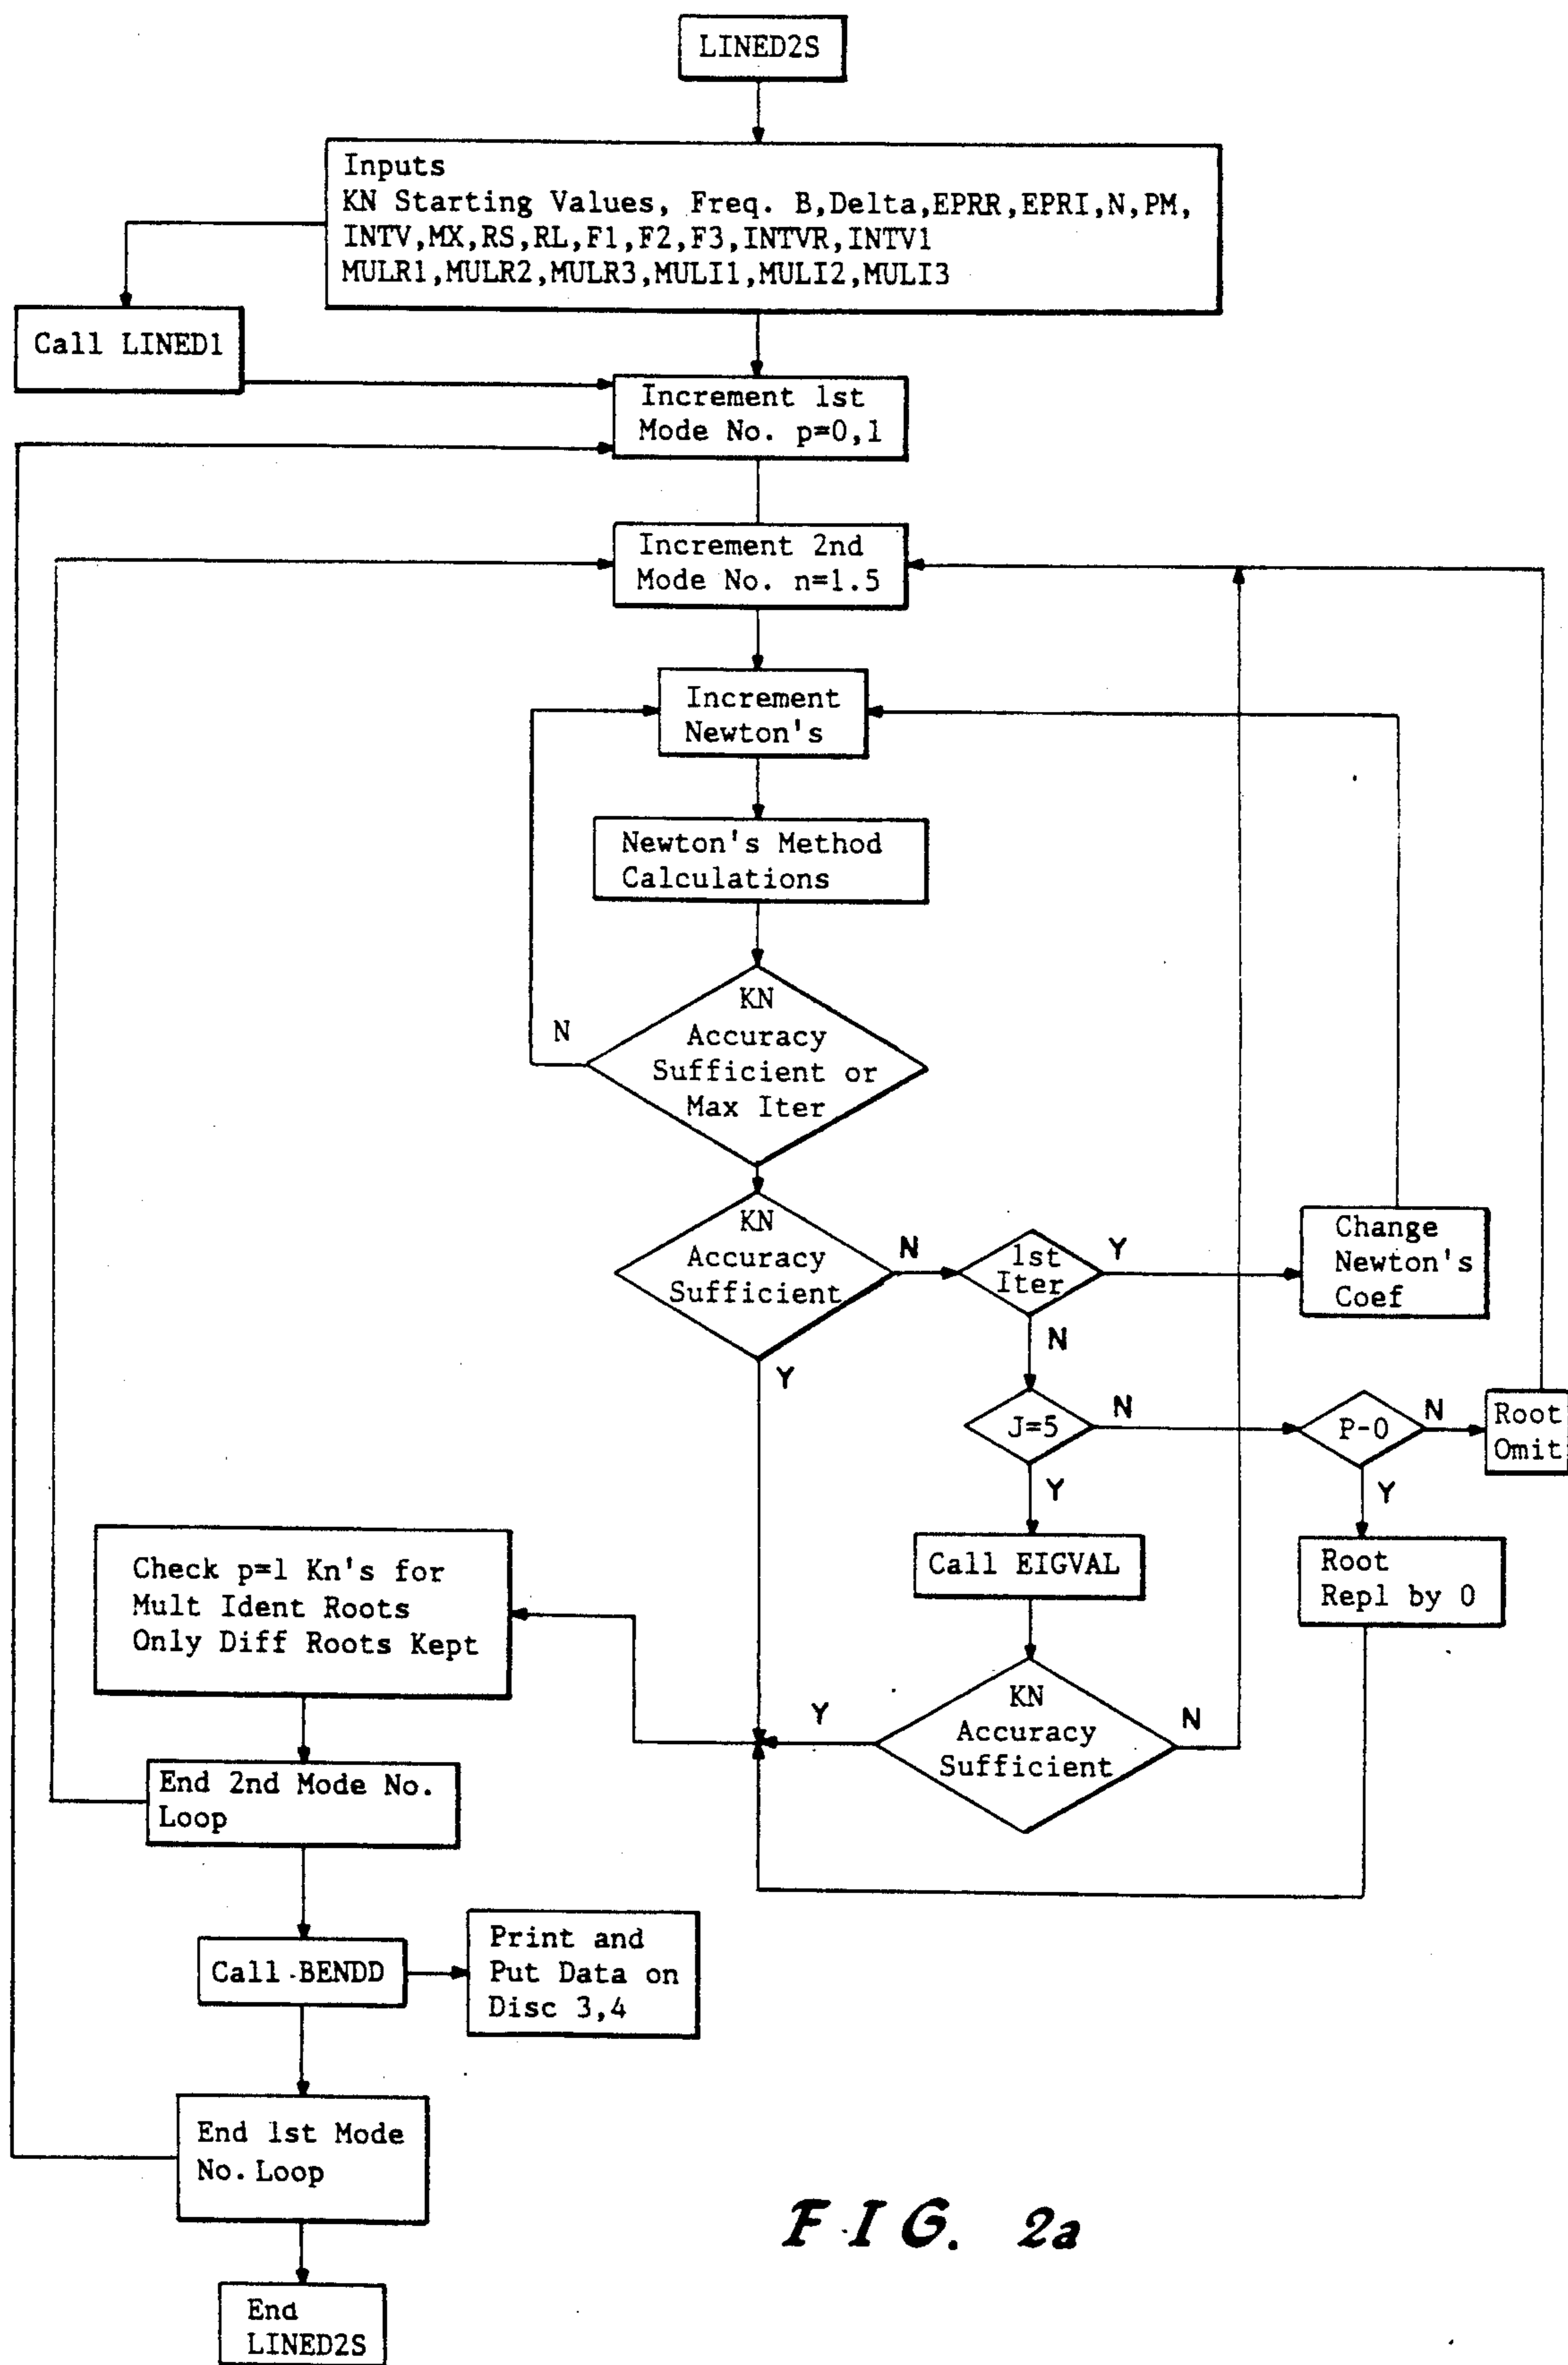 LINED2S
Inputs
KN Starting Values, Freq. B,Delta,EPRR,EPRI,N,PM,
INTV,MX,RS,RL,F1,F2,F3,INTVR,INTV1
MULR1,MULR2,MULR3,MULI1,MULI2,MULI3
Call LINED1
Increment 1st
Mode No. p=0,1
Increment 2nd
Mode No. n=1.5
Increment
Newton's
Newton's Method
Calculations
KN
Accuracy
Sufficient or
Max Iter
N
KN
Accuracy
Sufficient
N
Y
1st
Iter
Y
N
Change
Newton's
Coef
J=5
N
Y
P-0
N
Y
Root
Omit
Call EIGVAL
Root
Repl by 0
KN
Accuracy
Sufficient
Y
N
Check p=1 Kn's for
Mult Ident Roots
Only Diff Roots Kept
End 2nd Mode No.
Loop
Call BENDD
Print and
Put Data on
Disc 3,4
End 1st Mode
No. Loop
End
LINED2S
FIG. 2a